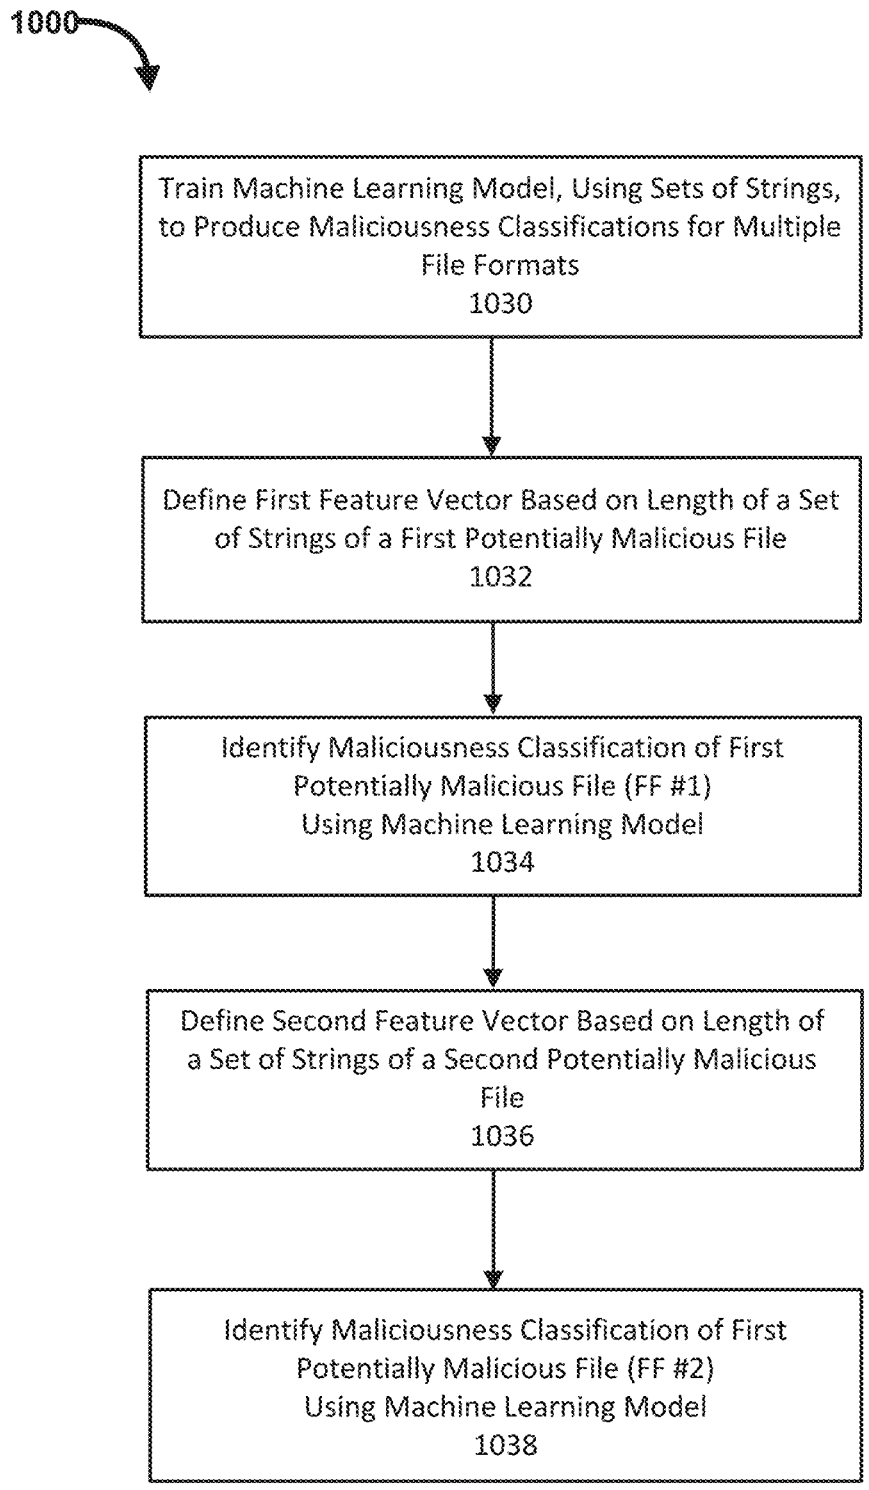 1000
Train Machine Learning Model, Using Sets of Strings,
to Produce Maliciousness Classifications for Multiple
File Formats
1030
Define First Feature Vector Based on Length of a Set
of Strings of a First Potentially Malicious File
1032
Identify Maliciousness Classification of First
Potentially Malicious File (FF #1)
Using Machine Learning Model
1034
Define Second Feature Vector Based on Length of
a Set of Strings of a Second Potentially Malicious
File
1036
Identify Maliciousness Classification of First
Potentially Malicious File (FF #2)
Using Machine Learning Model
1038